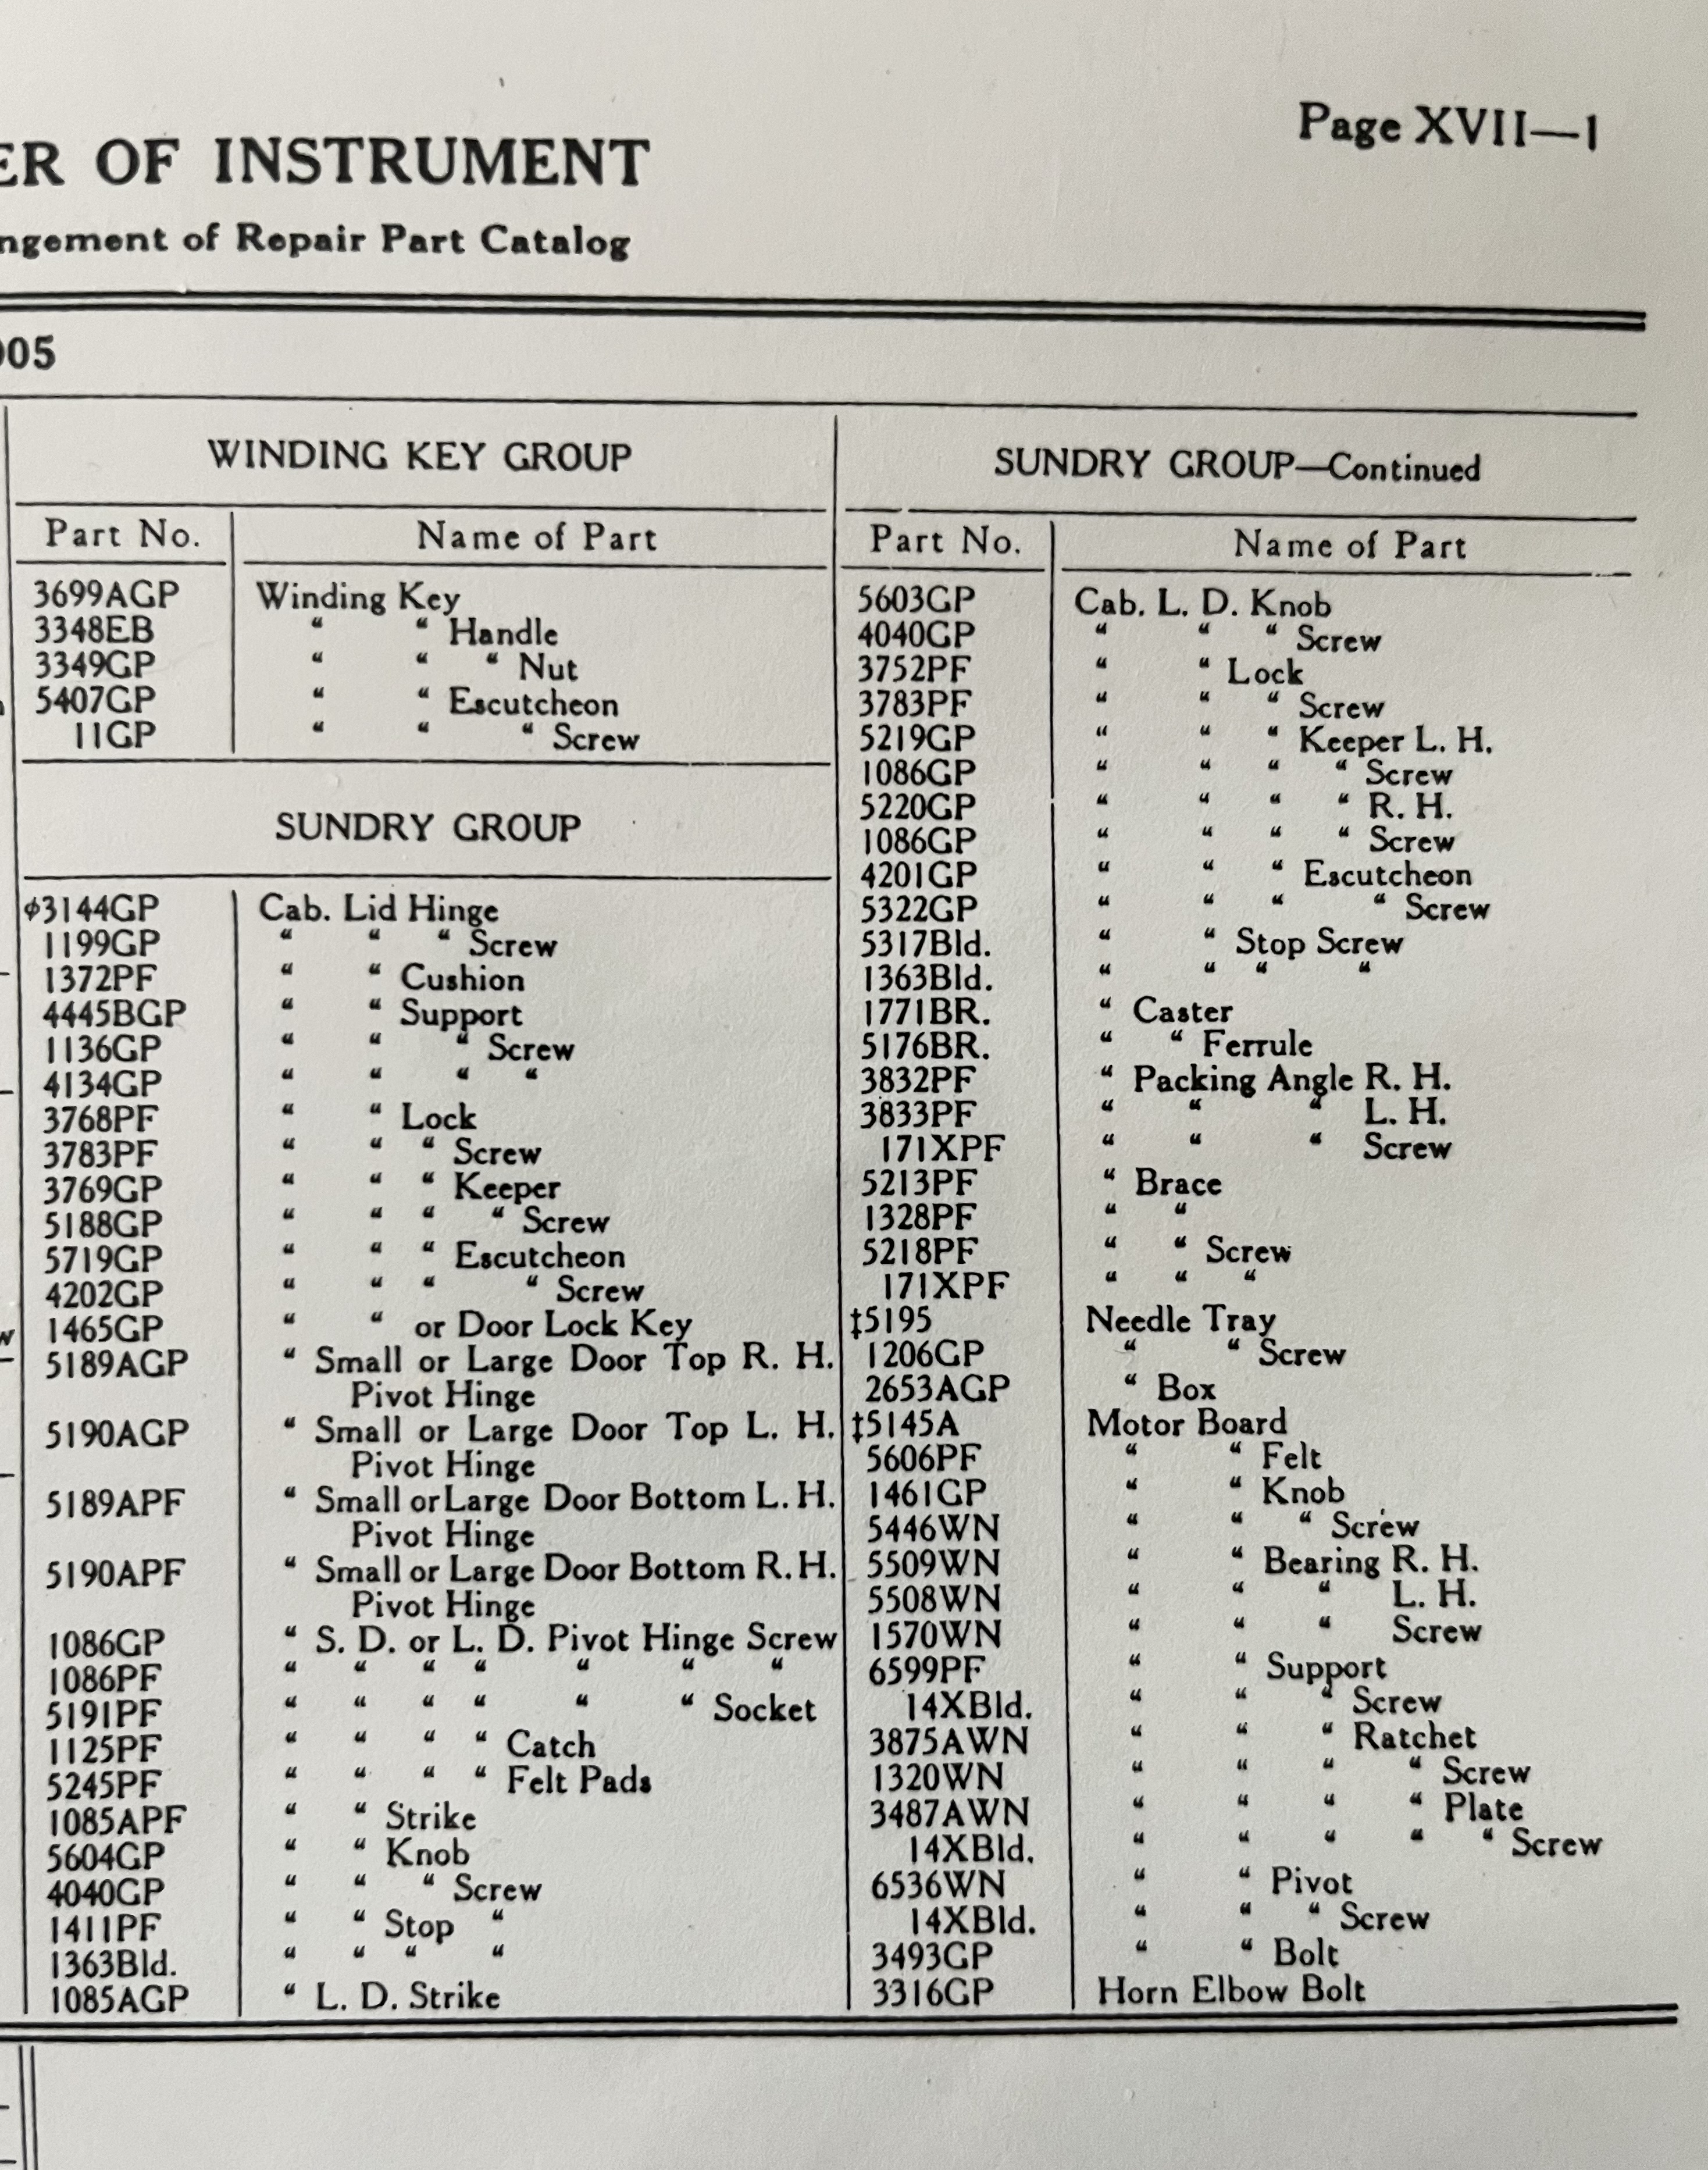 Page XVII—1
ER OF INSTRUMENT
ngement of Repair Part Catalog
005
WINDING KEY GROUP
Part No. Name of Part
3699AGP Winding Key
3348EB “ “ Handle
3349GP “ “ “ Nut
5407GP “ “ Escutcheon
11GP “ “ “ Screw
SUNDRY GROUP
¢3144GP Cab. Lid Hinge
1199GP “ “ “ Screw
1372PF “ “ Cushion
4445BGP “ “ Support
1136GP “ “ “ Screw
4134GP “ “ “ “
3768PF “ “ Lock
3783PF “ “ “ Screw
3769GP “ “ “ Keeper
5188GP “ “ “ “ Screw
5719GP “ “ “ Escutcheon
4202GP “ “ “ “ Screw
w 1465GP “ “ or Door Lock Key
5189AGP “ Small or Large Door Top R. H.
Pivot Hinge
5190AGP “ Small or Large Door Top L. H.
Pivot Hinge
5189APF “ Small or Large Door Bottom L. H.
Pivot Hinge
5190APF “ Small or Large Door Bottom R. H.
Pivot Hinge
1086GP “ S. D. or L. D. Pivot Hinge Screw
1086PF “ “ “ “ “ “ “
5191PF “ “ “ “ “ “ Socket
1125PF “ “ “ “ Catch
5245PF “ “ “ “ Felt Pads
1085APF “ “ Strike
5604GP “ “ Knob
4040GP “ “ “ Screw
1411PF “ “ Stop “
1363Bld. “ “ “ “
1085AGP “ L. D. Strike
SUNDRY GROUP—Continued
Part No. Name of Part
5603GP Cab. L. D. Knob
4040GP “ “ “ Screw
3752PF “ “ Lock
3783PF “ “ “ Screw
5219GP “ “ “ Keeper L. H.
1086GP “ “ “ “ Screw
5220GP “ “ “ “ R. H.
1086GP “ “ “ “ Screw
4201GP “ “ “ Escutcheon
5322GP “ “ “ “ Screw
5317Bld. “ “ Stop Screw
1363Bld. “ “ “ “
1771BR. “ Caster
5176BR. “ “ Ferrule
3832PF “ Packing Angle R. H.
3833PF “ “ “ L. H.
171XPF “ “ “ Screw
5213PF “ Brace
1328PF “ “
5218PF “ “ Screw
171XPF “ “ “
‡5195 Needle Tray
1206GP “ “ Screw
2653AGP “ Box
‡5145A Motor Board
5606PF “ “ Felt
1461GP “ “ Knob
5446WN “ “ “ Screw
5509WN “ “ Bearing R. H.
5508WN “ “ “ L. H.
1570WN “ “ “ Screw
6599PF “ “ Support
14XBld. “ “ “ Screw
3875AWN “ “ “ Ratchet
1320WN “ “ “ “ Screw
3487AWN “ “ “ “ Plate
14XBld. “ “ “ “ “ Screw
6536WN “ “ Pivot
14XBld. “ “ “ Screw
3493GP “ “ Bolt
3316GP Horn Elbow Bolt